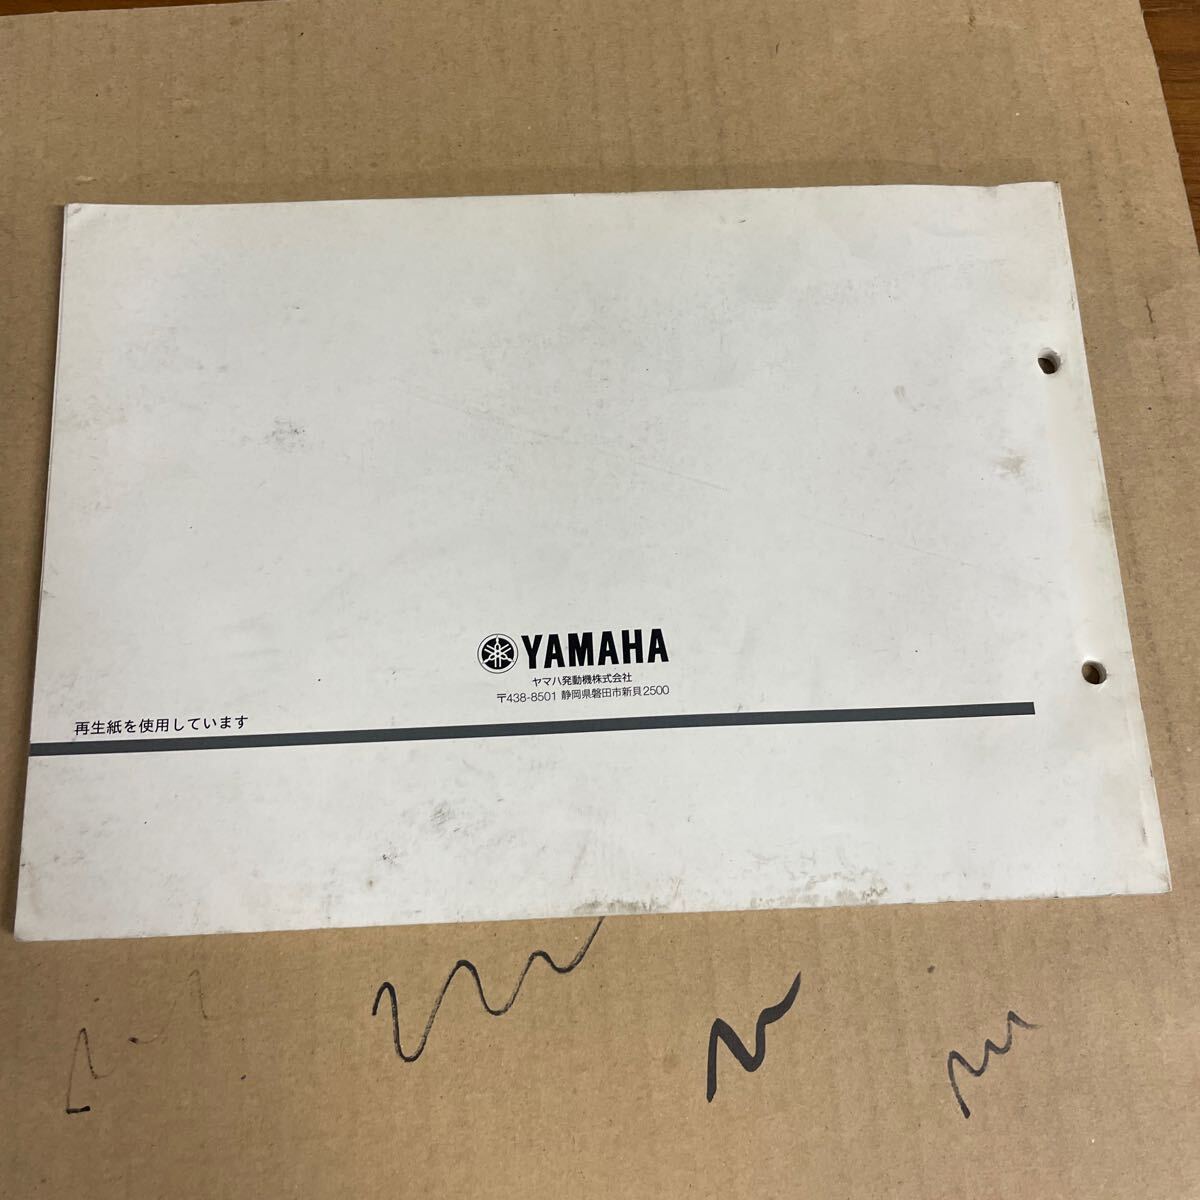 YAMAHA
ヤマハ発動機株式会社
〒438-8501 静岡県磐田市新貝2500
再生紙を使用しています